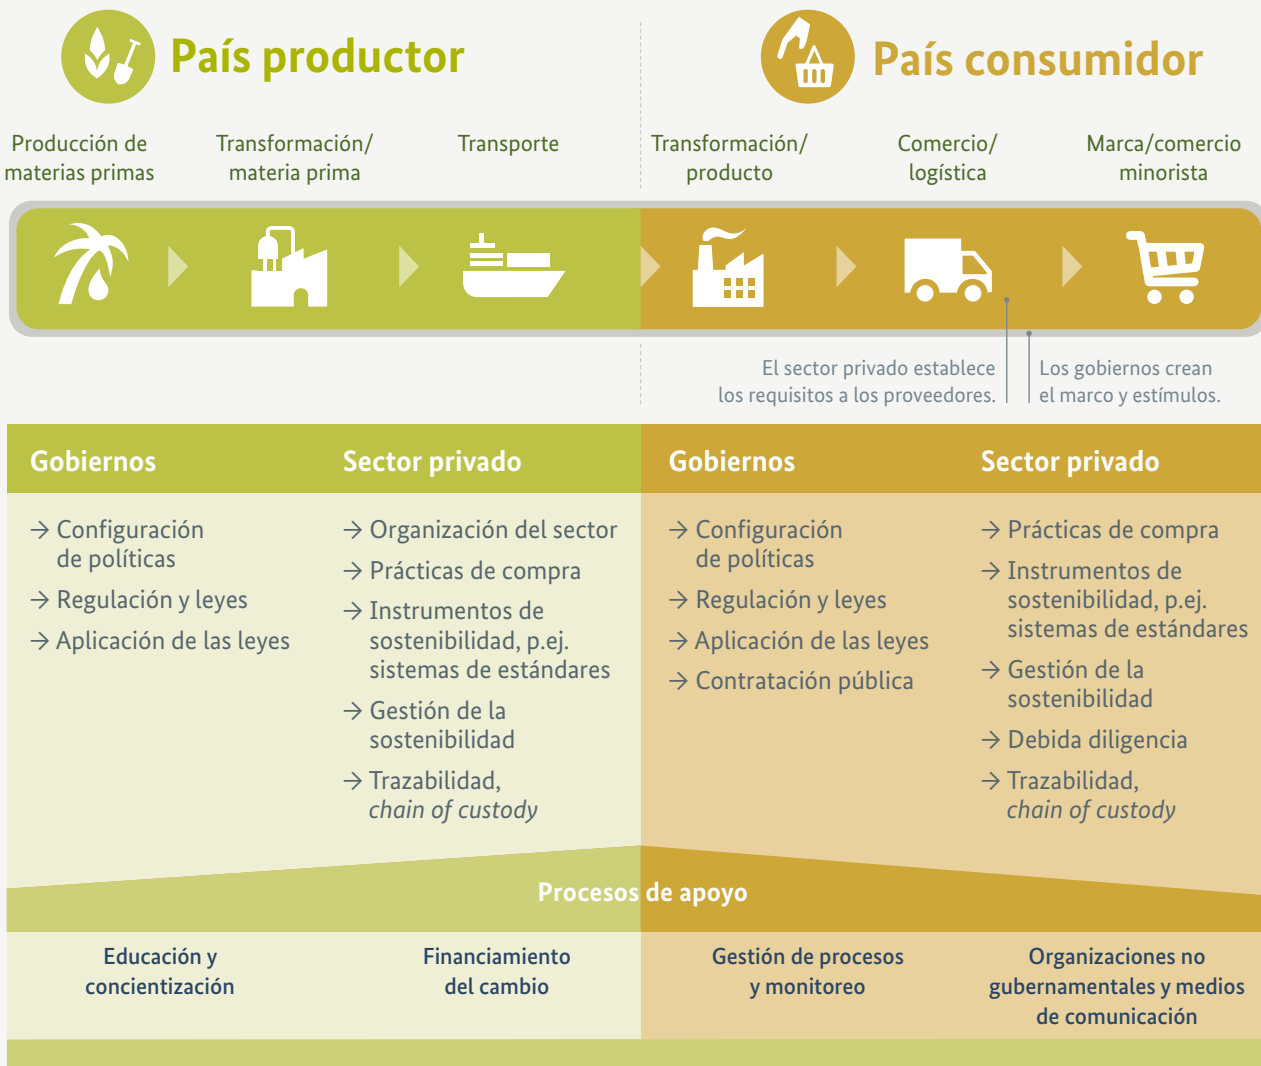 País productor
País consumidor
Producción de
materias primas
Transformación/
materia prima
Transporte
Transformación/
producto
Comercio/
logística
Marca/comercio
minorista
El sector privado establece
los requisitos a los proveedores.
Los gobiernos crean
el marco y estímulos.
Gobiernos
→ Configuración
de políticas
→ Regulación y leyes
→ Aplicación de las leyes
Sector privado
→ Organización del sector
→ Prácticas de compra
→ Instrumentos de
sostenibilidad, p.ej.
sistemas de estándares
→ Gestión de la
sostenibilidad
→ Trazabilidad,
chain of custody
Gobiernos
→ Configuración
de políticas
→ Regulación y leyes
→ Aplicación de las leyes
→ Contratación pública
Sector privado
→ Prácticas de compra
→ Instrumentos de
sostenibilidad, p.ej.
sistemas de estándares
→ Gestión de la
sostenibilidad
→ Debida diligencia
→ Trazabilidad,
chain of custody
Procesos de apoyo
Educación y
concientización
Financiamiento
del cambio
Gestión de procesos
y monitoreo
Organizaciones no
gubernamentales y medios
de comunicación